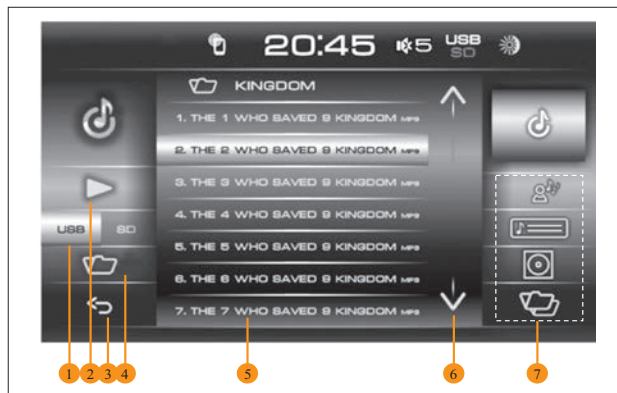 20:45 5 USB
SD
KINGDOM
1. THE 1 WHO SAVED 9 KINGDOM MP3
2. THE 2 WHO SAVED 9 KINGDOM MP3
3. THE 3 WHO SAVED 9 KINGDOM MP3
4. THE 4 WHO SAVED 9 KINGDOM MP3
5. THE 5 WHO SAVED 9 KINGDOM MP3
6. THE 6 WHO SAVED 9 KINGDOM MP3
7. THE 7 WHO SAVED 9 KINGDOM MP3
USB SD
1 2 3 4 5 6 7